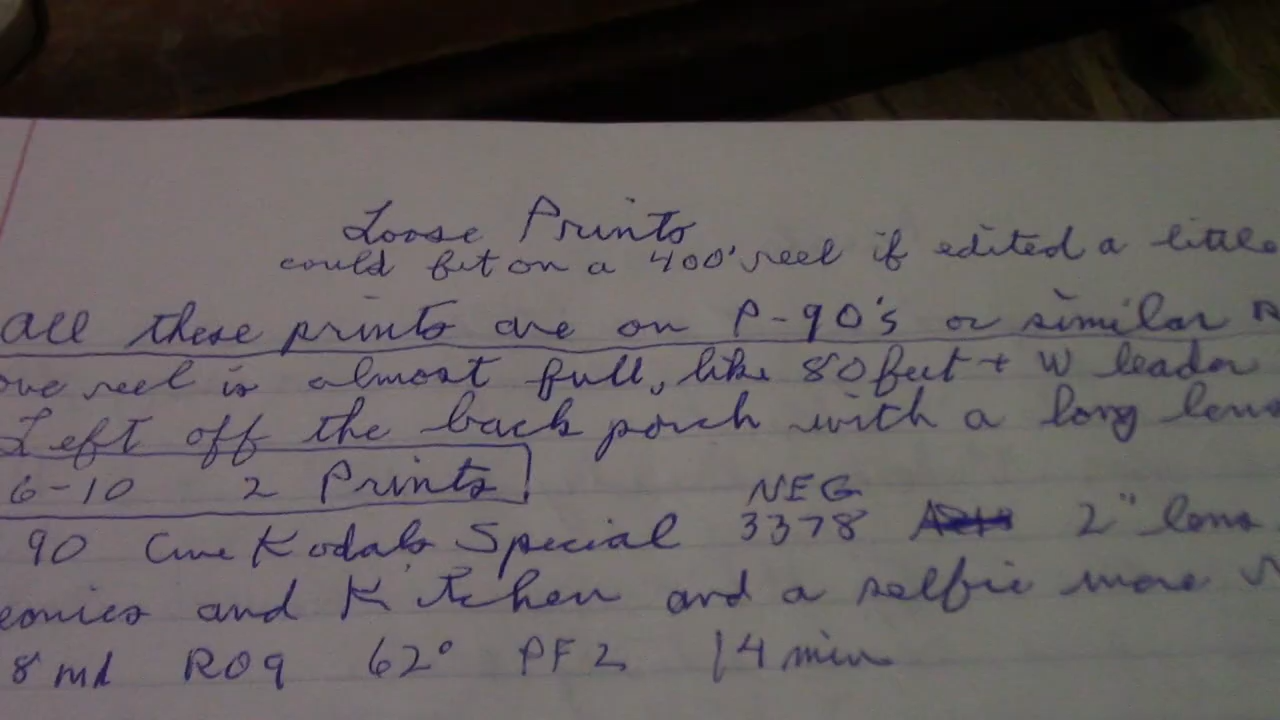 Loose Prints
could fit on a 400' reel if edited a little
All these prints are on P-90's or similar
one reel is almost full, like 80 feet + W leader
Left off the back porch with a long lens
6-10 2 Prints
NEG
90 Cine Kodak Special 3378 2" lens
and Kitchen and a selfie more
8 ml R09 62° PF2 14 min